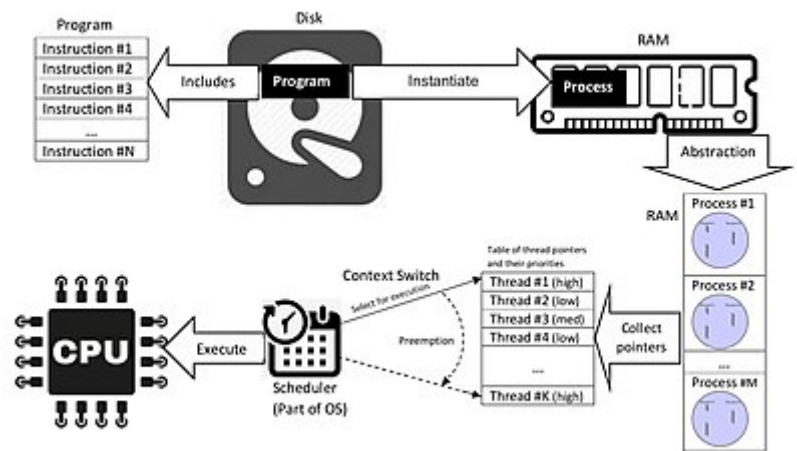 Program
Instruction #1
Instruction #2
Instruction #3
Instruction #4
...
Instruction #N
Includes
Disk
Program
Instantiate
RAM
Process
Abstraction
RAM
Process #1
Process #2
...
Process #M
Collect
pointers
Table of thread pointers
and their priorities
Thread #1 (high)
Thread #2 (low)
Thread #3 (med)
Thread #4 (low)
...
Thread #K (high)
Context Switch
Select for execution
Preemption
Scheduler
(Part of OS)
Execute
CPU